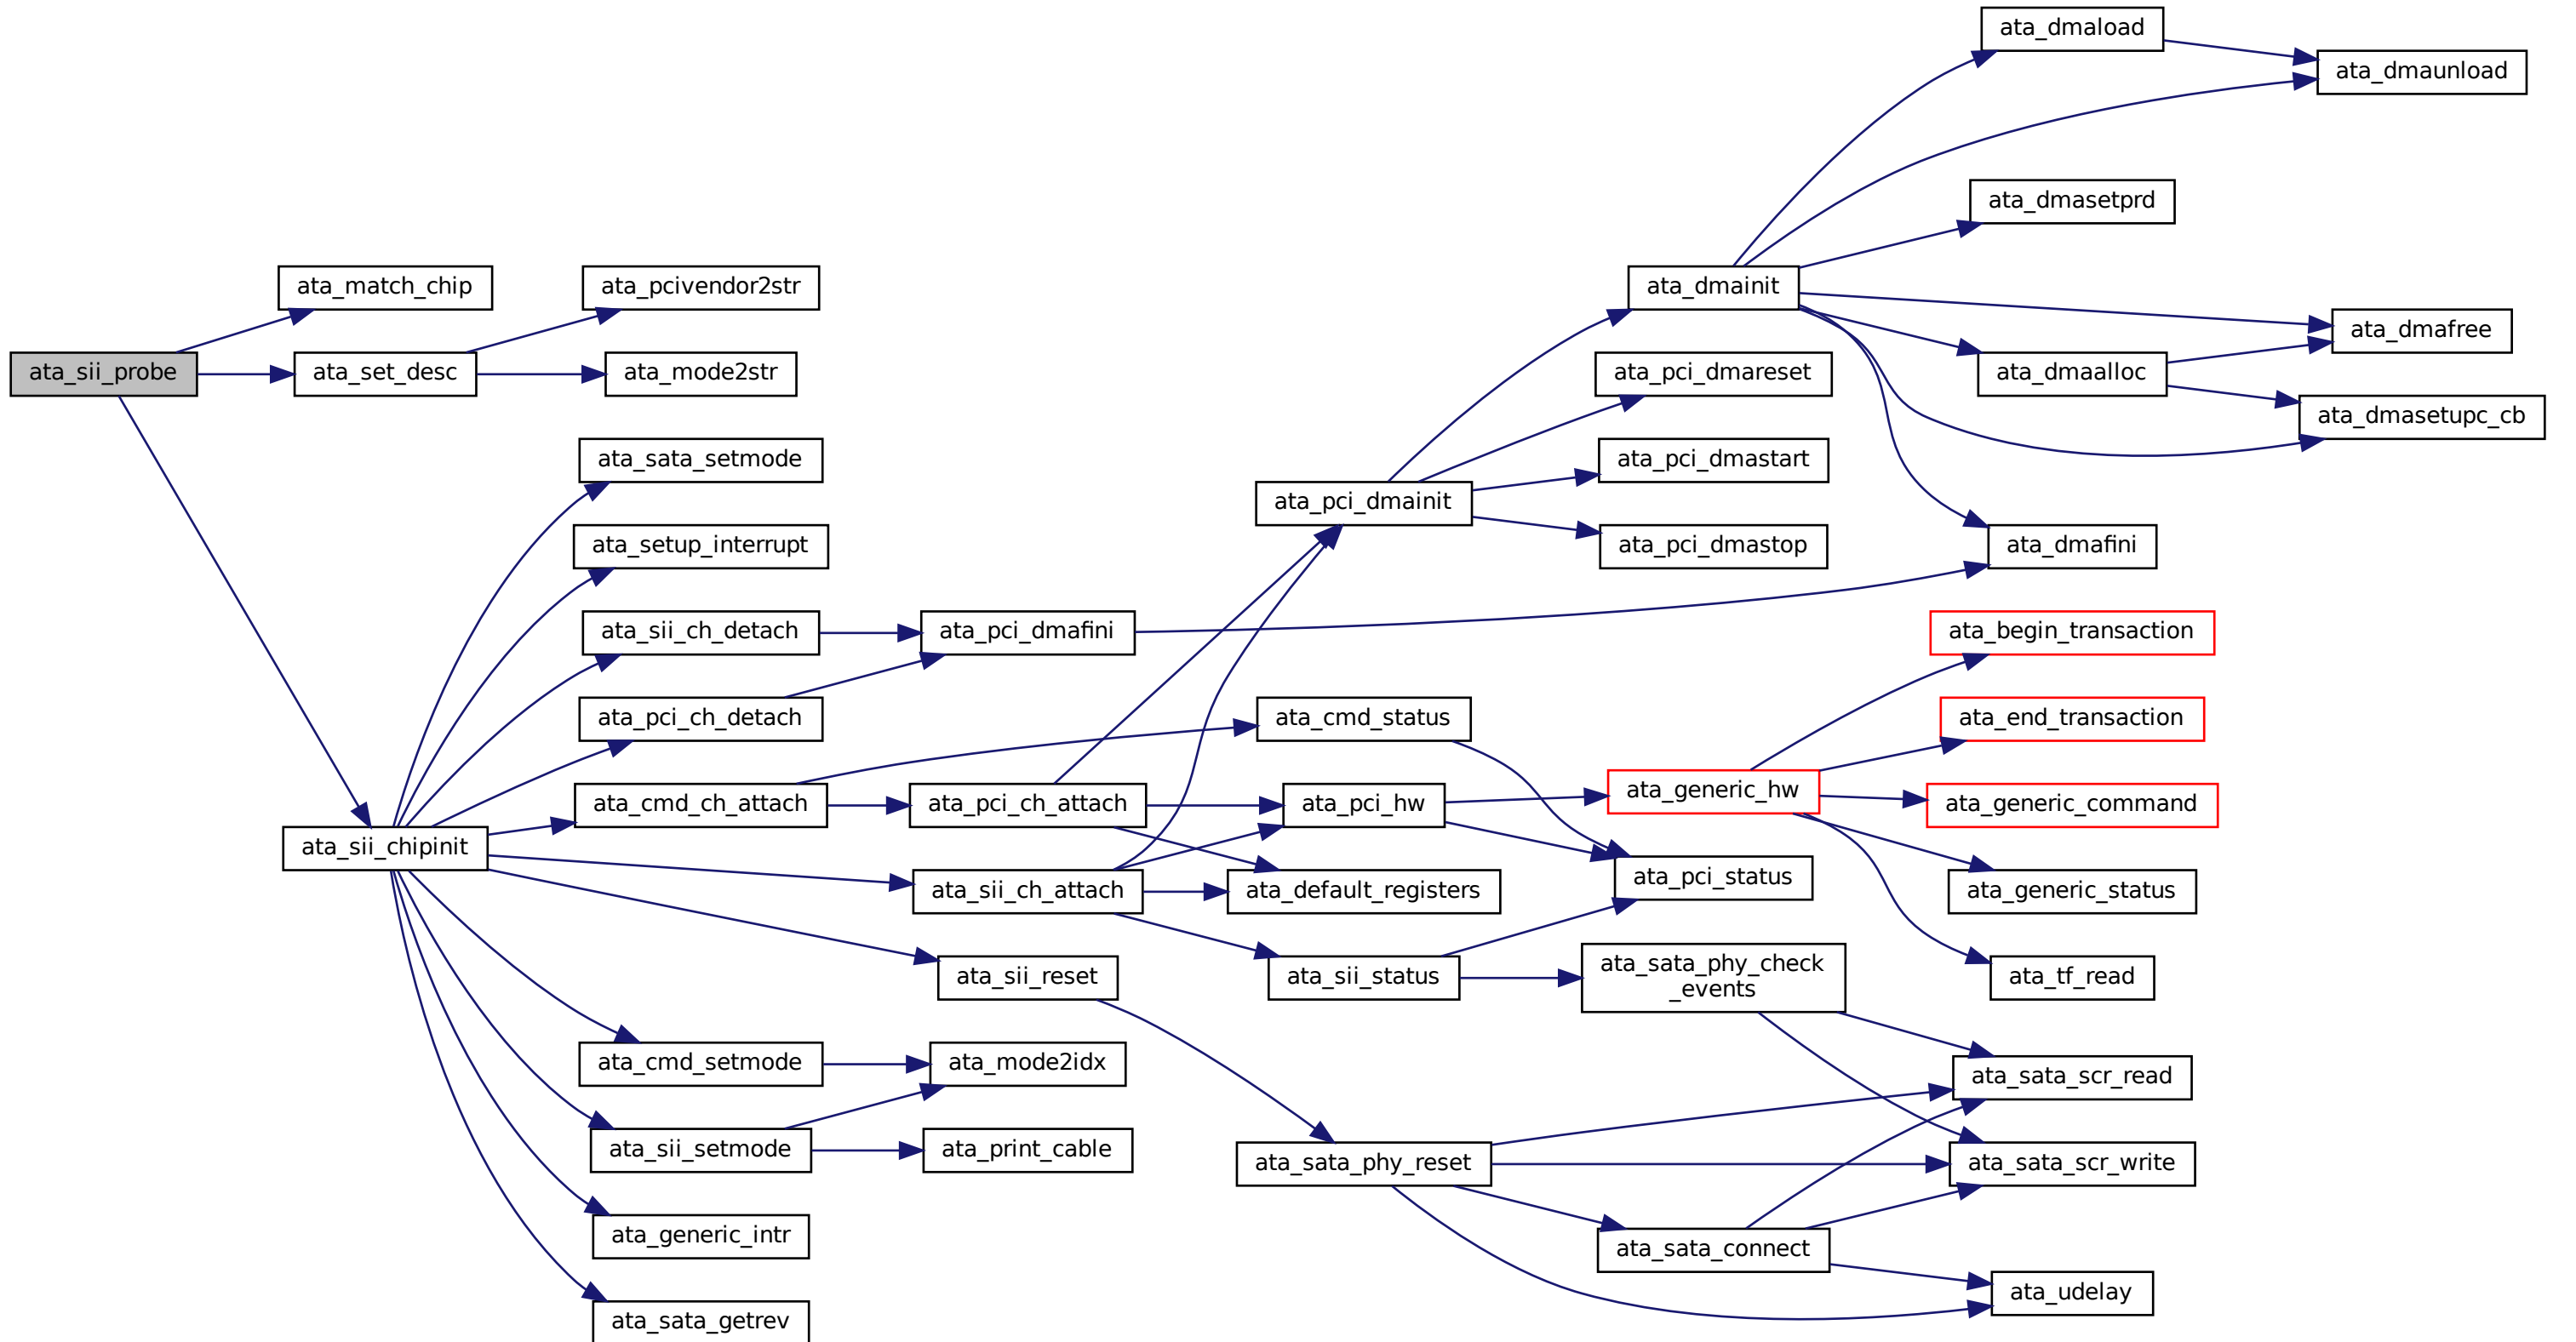 ata_sii_probe
ata_match_chip
ata_set_desc
ata_pcivendor2str
ata_mode2str
ata_sii_chipinit
ata_sata_setmode
ata_setup_interrupt
ata_sii_ch_detach
ata_pci_ch_detach
ata_cmd_ch_attach
ata_cmd_setmode
ata_sii_setmode
ata_generic_intr
ata_sata_getrev
ata_pci_dmafini
ata_pci_ch_attach
ata_sii_ch_attach
ata_sii_reset
ata_mode2idx
ata_print_cable
ata_pci_dmainit
ata_cmd_status
ata_pci_hw
ata_default_registers
ata_sii_status
ata_sata_phy_reset
ata_dmainit
ata_pci_dmareset
ata_pci_dmastart
ata_pci_dmastop
ata_generic_hw
ata_pci_status
ata_sata_phy_check
_events
ata_sata_connect
ata_dmaload
ata_dmasetprd
ata_dmaalloc
ata_dmafini
ata_begin_transaction
ata_end_transaction
ata_generic_command
ata_generic_status
ata_tf_read
ata_sata_scr_read
ata_sata_scr_write
ata_udelay
ata_dmaunload
ata_dmafree
ata_dmasetupc_cb